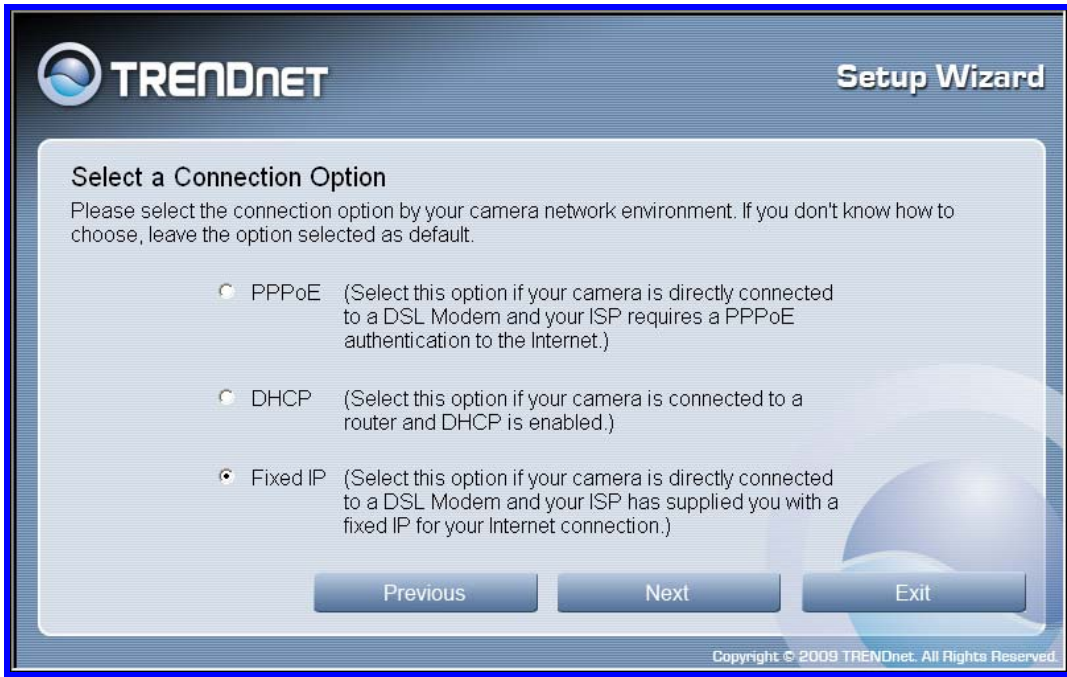 TRENDNET
Setup Wizard
Select a Connection Option
Please select the connection option by your camera network environment. If you don't know how to
choose, leave the option selected as default.
PPPoE (Select this option if your camera is directly connected
to a DSL Modem and your ISP requires a PPPoE
authentication to the Internet.)
DHCP (Select this option if your camera is connected to a
router and DHCP is enabled.)
Fixed IP (Select this option if your camera is directly connected
to a DSL Modem and your ISP has supplied you with a
fixed IP for your Internet connection.)
Previous Next Exit
Copyright © 2009 TRENDnet. All Rights Reserved.